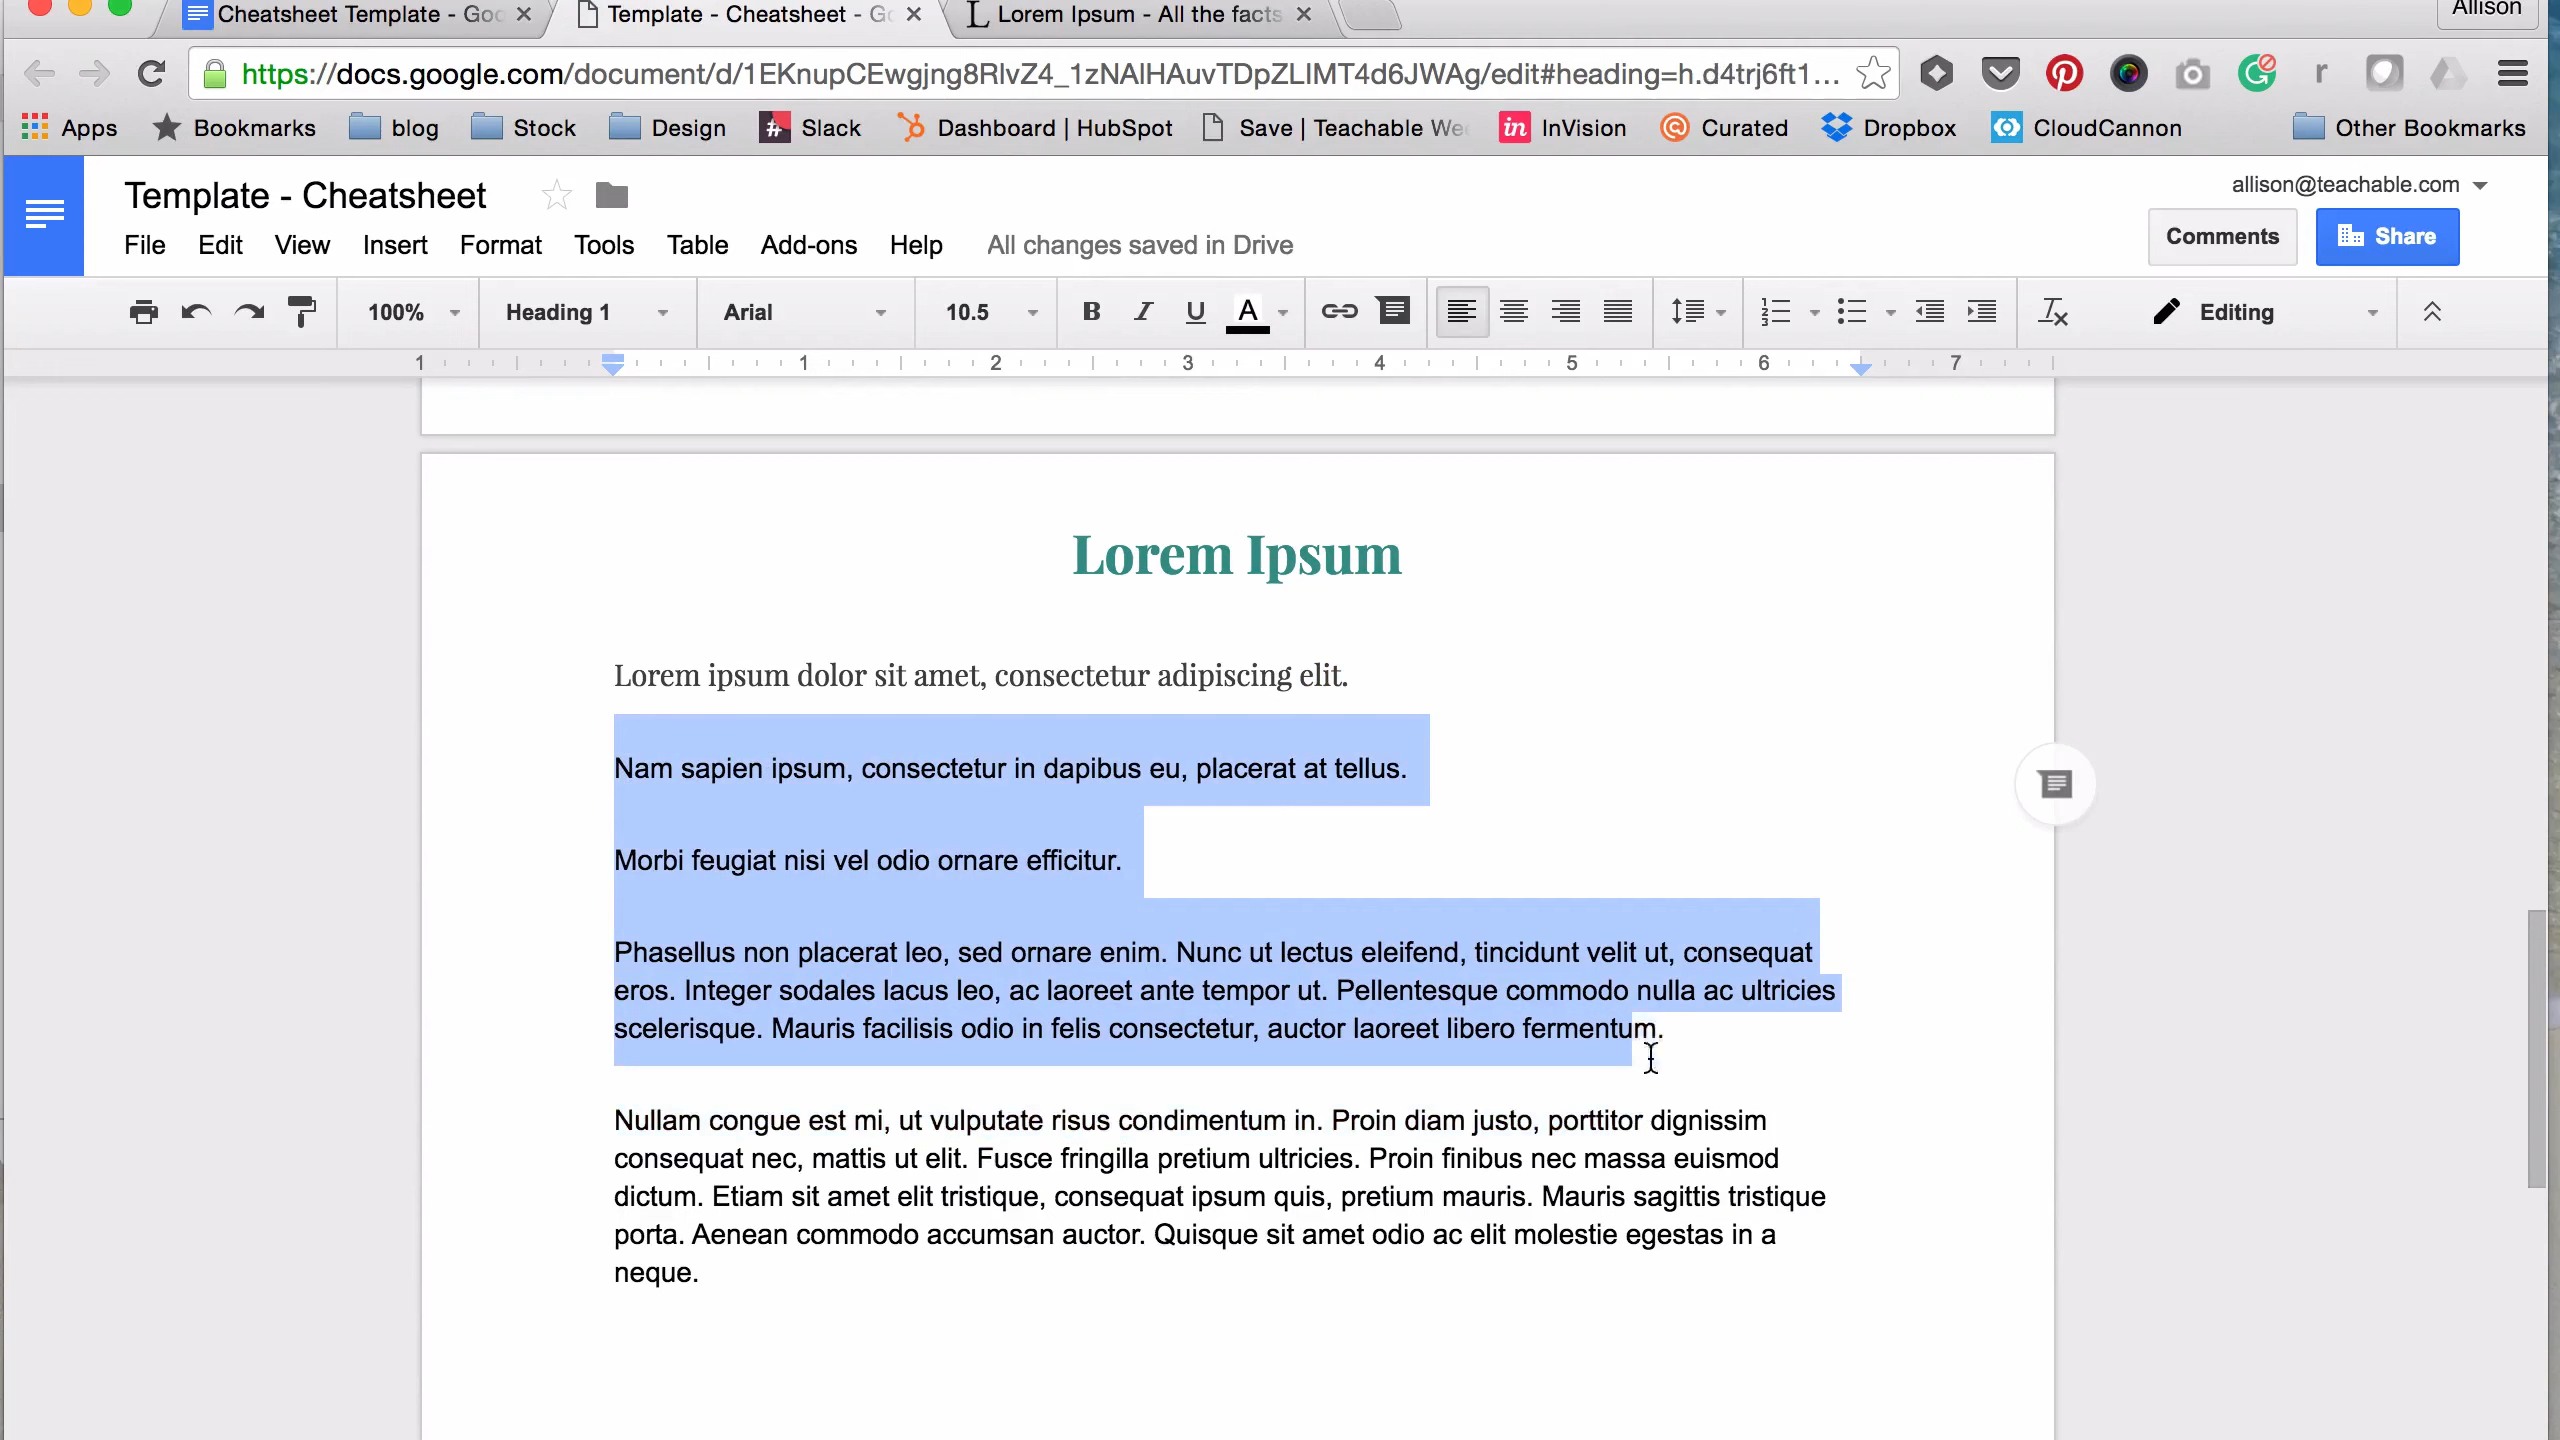 Cheatsheet Template - Goo
Template - Cheatsheet - Go
Lorem Ipsum - All the facts
Allison
https://docs.google.com/document/d/1EKnupCEwgjng8RlvZ4_1zNAlHAuvTDpZLIMT4d6JWAg/edit#heading=h.d4trj6ft1...
Apps Bookmarks blog Stock Design Slack Dashboard | HubSpot Save | Teachable We InVision Curated Dropbox CloudCannon Other Bookmarks
Template - Cheatsheet
allison@teachable.com
File Edit View Insert Format Tools Table Add-ons Help All changes saved in Drive
Comments Share
100% Heading 1 Arial 10.5 B I U A Editing
1 1 2 3 4 5 6 7
Lorem Ipsum
Lorem ipsum dolor sit amet, consectetur adipiscing elit.
Nam sapien ipsum, consectetur in dapibus eu, placerat at tellus.
Morbi feugiat nisi vel odio ornare efficitur.
Phasellus non placerat leo, sed ornare enim. Nunc ut lectus eleifend, tincidunt velit ut, consequat
eros. Integer sodales lacus leo, ac laoreet ante tempor ut. Pellentesque commodo nulla ac ultricies
scelerisque. Mauris facilisis odio in felis consectetur, auctor laoreet libero fermentum.
Nullam congue est mi, ut vulputate risus condimentum in. Proin diam justo, porttitor dignissim
consequat nec, mattis ut elit. Fusce fringilla pretium ultricies. Proin finibus nec massa euismod
dictum. Etiam sit amet elit tristique, consequat ipsum quis, pretium mauris. Mauris sagittis tristique
porta. Aenean commodo accumsan auctor. Quisque sit amet odio ac elit molestie egestas in a
neque.